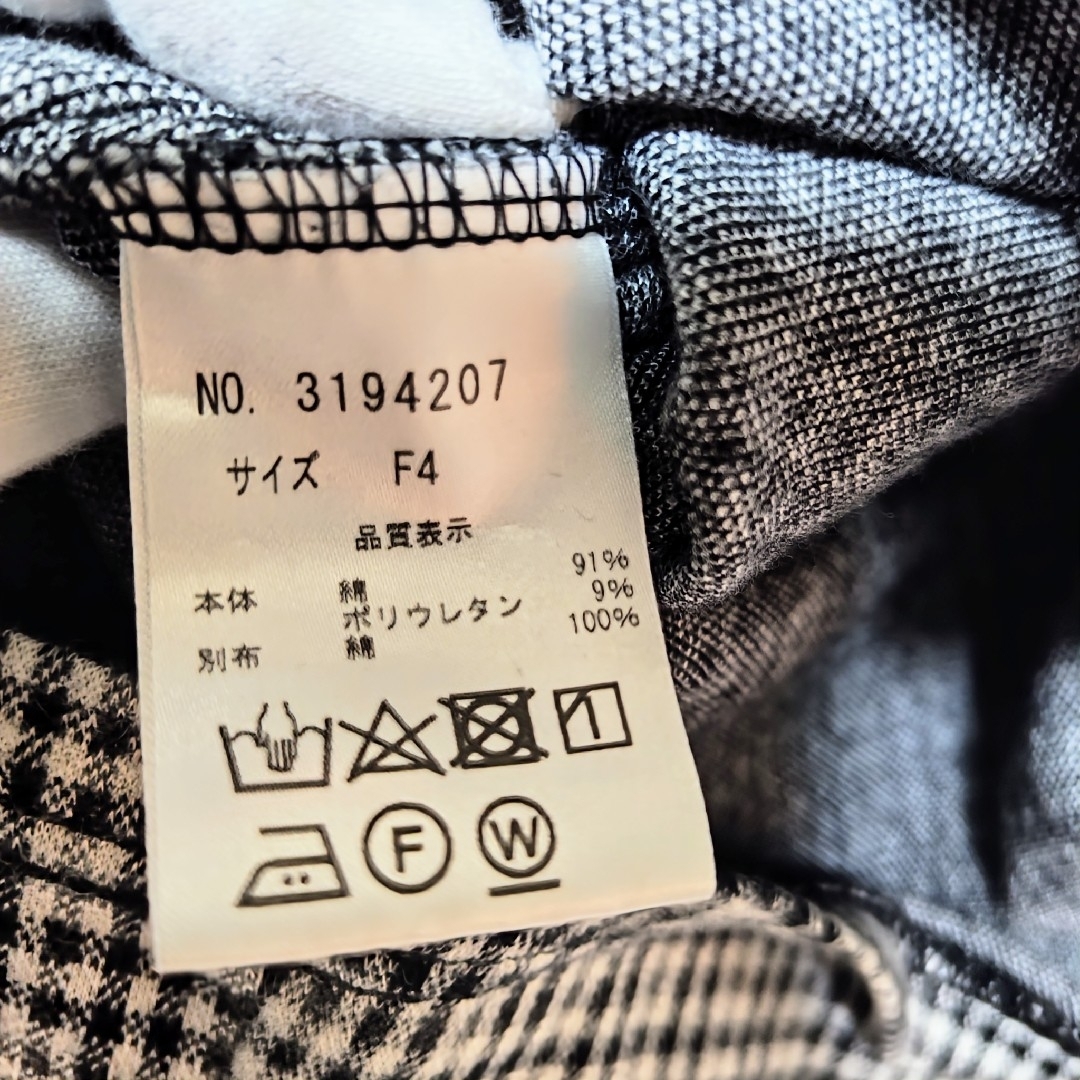 NO. 3194207
サイズ F4
品質表示
本体 綿 91%
ポリウレタン 9%
別布 綿 100%
1
F W